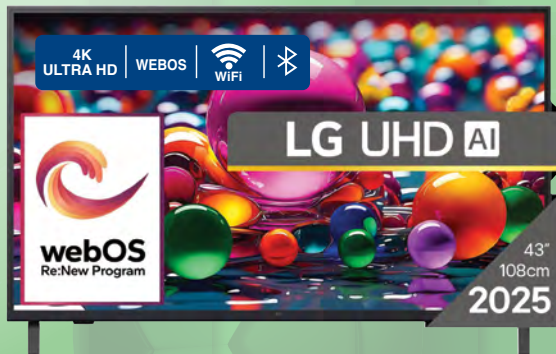 4K
ULTRA HD
WEBOS
WiFi
LG UHD AI
webOS
Re:New Program
43"
108cm
2025